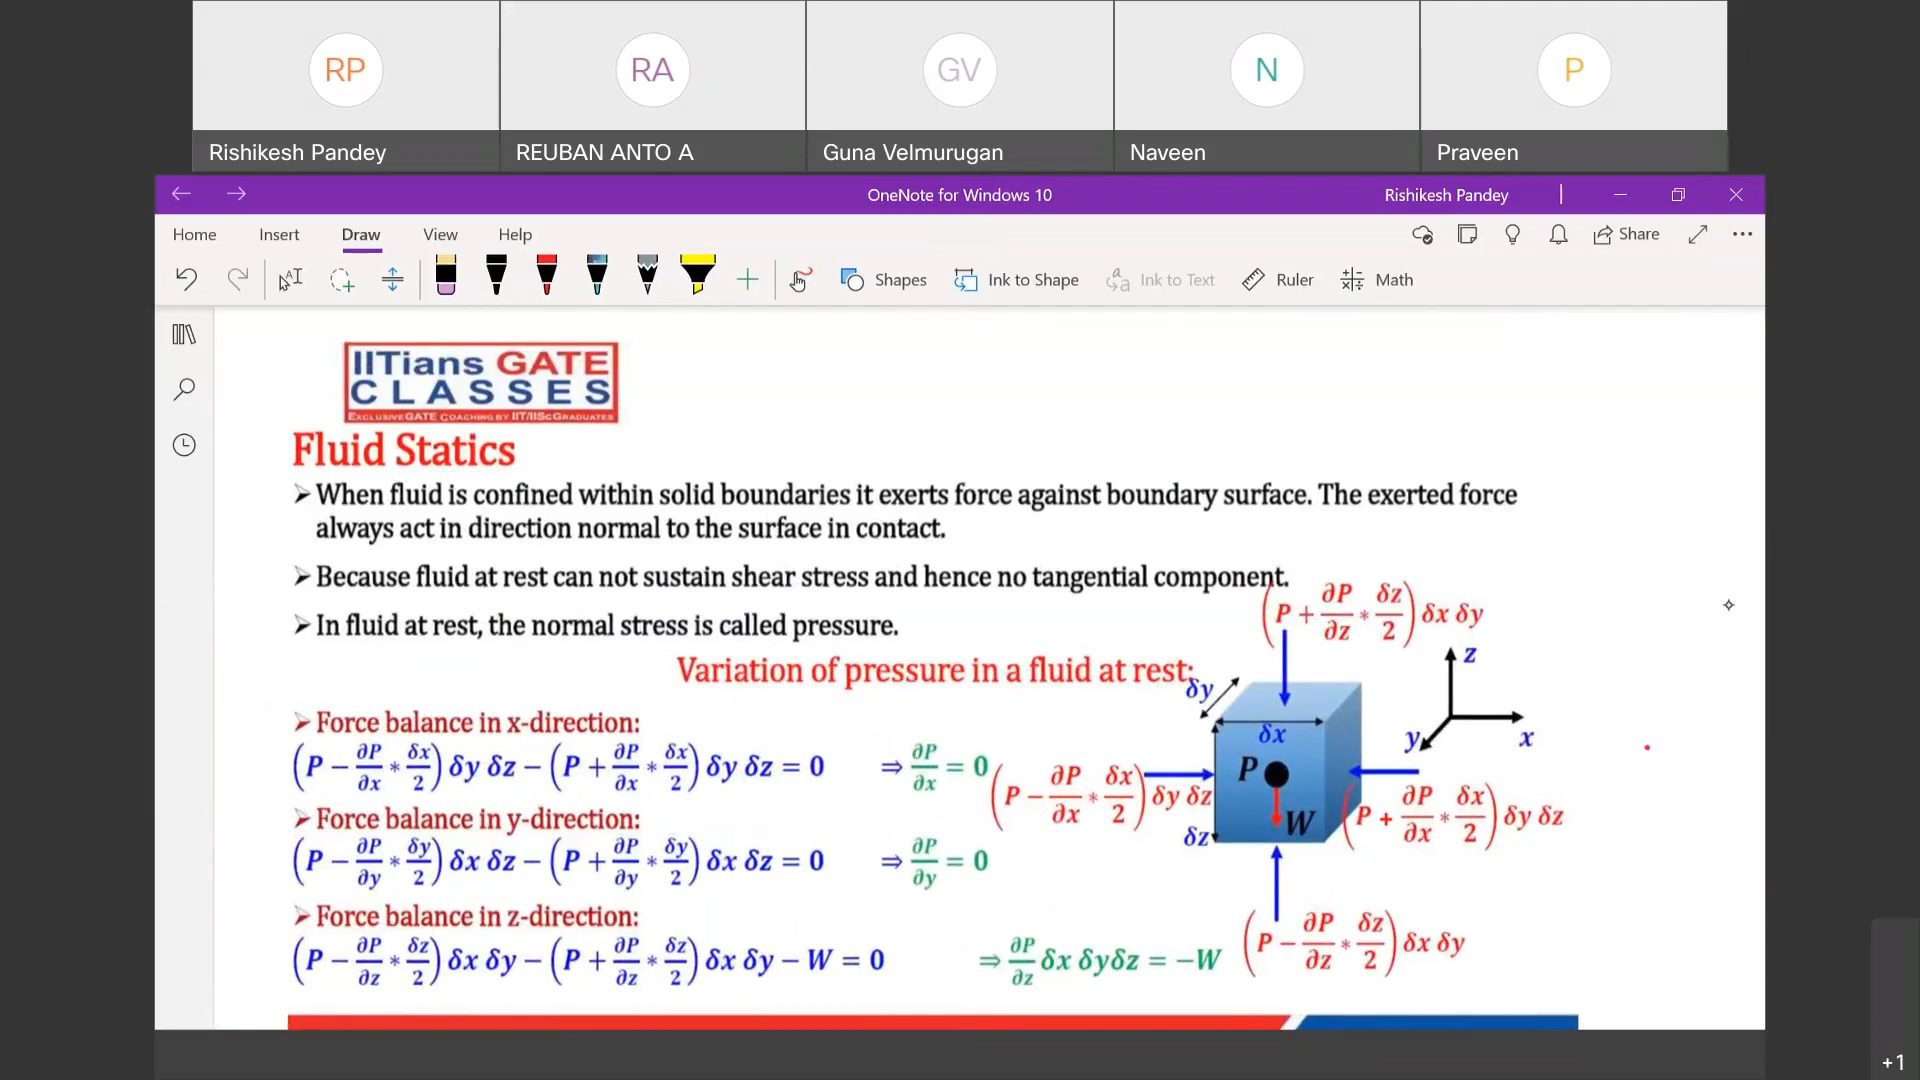 RP
RA
GV
N
P
Rishikesh Pandey
REUBAN ANTO A
Guna Velmurugan
Naveen
Praveen
OneNote for Windows 10
Rishikesh Pandey
Home Insert Draw View Help
Share
Shapes
Ink to Shape
Ink to Text
Ruler
Math
IITians GATE
CLASSES
EXCLUSIVE GATE COACHING BY IIT/IISC GRADUATES
Fluid Statics
➢ When fluid is confined within solid boundaries it exerts force against boundary surface. The exerted force
always act in direction normal to the surface in contact.
➢ Because fluid at rest can not sustain shear stress and hence no tangential component.
➢ In fluid at rest, the normal stress is called pressure.
Variation of pressure in a fluid at rest:
➢ Force balance in x-direction:
(P − ∂P/∂x * δx/2) δy δz − (P + ∂P/∂x * δx/2) δy δz = 0 ⇒ ∂P/∂x = 0
➢ Force balance in y-direction:
(P − ∂P/∂y * δy/2) δx δz − (P + ∂P/∂y * δy/2) δx δz = 0 ⇒ ∂P/∂y = 0
➢ Force balance in z-direction:
(P − ∂P/∂z * δz/2) δx δy − (P + ∂P/∂z * δz/2) δx δy − W = 0 ⇒ ∂P/∂z δx δyδz = −W
(P + ∂P/∂z * δz/2) δx δy
δy
δx
z
y
x
P
(P − ∂P/∂x * δx/2) δy δz
W
(P + ∂P/∂x * δx/2) δy δz
δz
(P − ∂P/∂z * δz/2) δx δy
+1